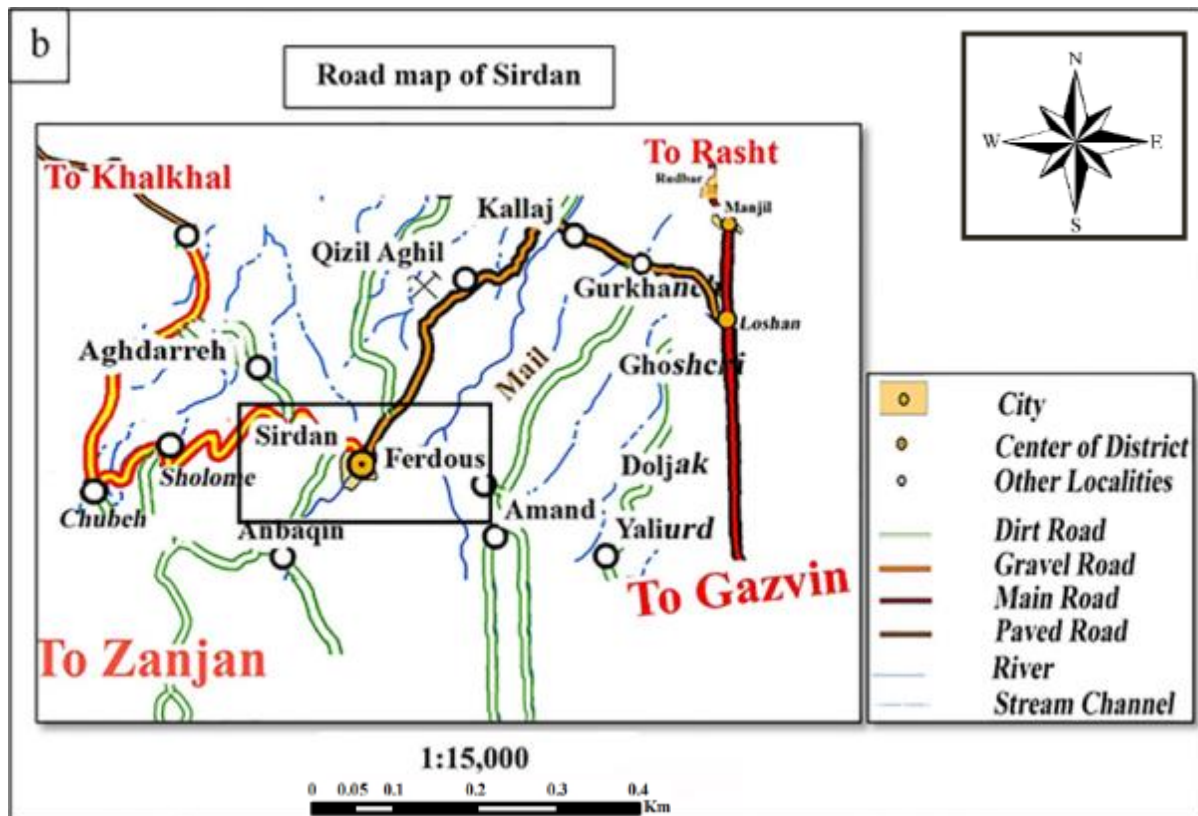 b
Road map of Sirdan
N
W E
S
To Khalkhal
To Rasht
Rudbar
Manjil
Kallaj
Qizil Aghil
Gurkhaneh
Loshan
Aghdarreh
Mail
Ghoshchi
Sirdan
Ferdous
Sholome
Doljak
Chubeh
Anbaqin
Amand
Yaliurd
To Gazvin
To Zanjan
City
Center of District
Other Localities
Dirt Road
Gravel Road
Main Road
Paved Road
River
Stream Channel
1:15,000
0 0.05 0.1 0.2 0.3 0.4
Km